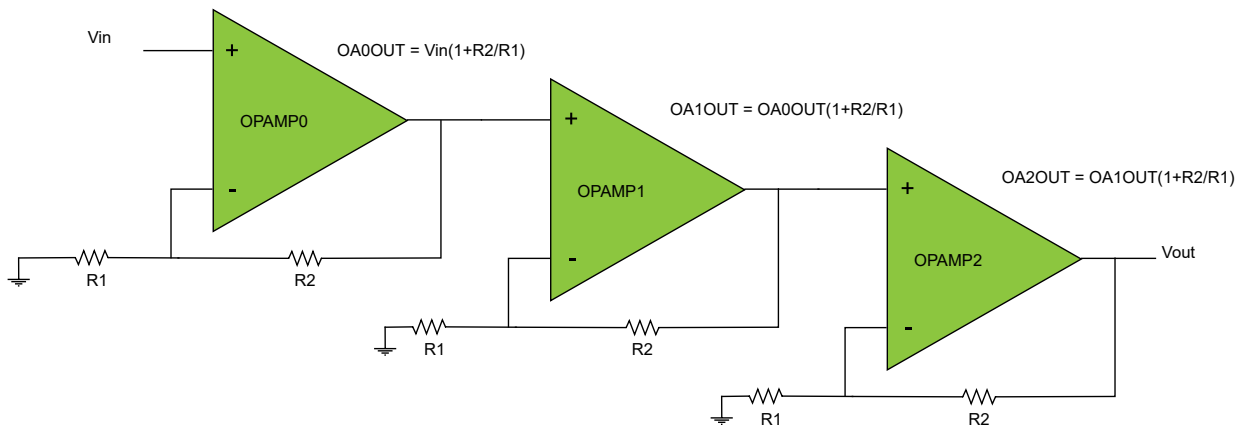 Vin
+
OA0OUT = Vin(1+R2/R1)
OPAMP0
-
R1
R2
+
OA1OUT = OA0OUT(1+R2/R1)
OPAMP1
-
R1
R2
+
OA2OUT = OA1OUT(1+R2/R1)
OPAMP2
Vout
-
R1
R2